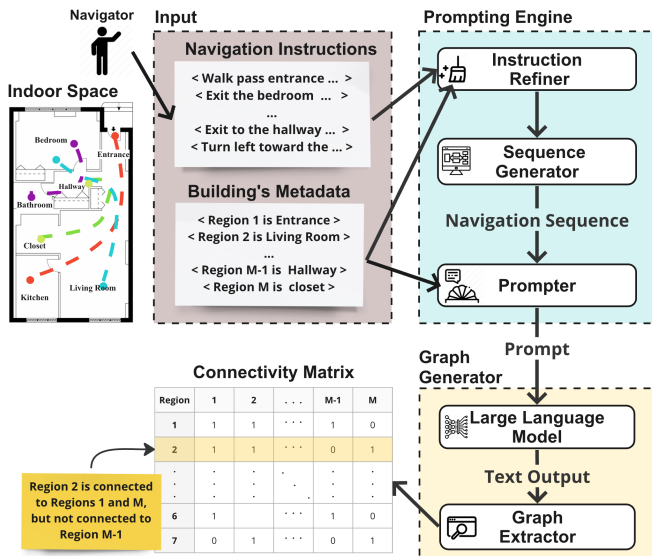 Navigator
Indoor Space
Bedroom
Entrance
Hallway
Bathroom
Closet
Kitchen
Living Room
Input
Navigation Instructions
< Walk pass entrance ... >
< Exit the bedroom ... >
...
< Exit to the hallway ... >
< Turn left toward the ... >
Building's Metadata
< Region 1 is Entrance >
< Region 2 is Living Room >
...
< Region M-1 is Hallway >
< Region M is closet >
Prompting Engine
Instruction
Refiner
Sequence
Generator
Navigation Sequence
Prompter
Prompt
Graph
Generator
Large Language
Model
Text Output
Graph
Extractor
Connectivity Matrix
Region 1 2 . . . M-1 M
1 1 1 . . . 1 0
2 1 1 . . . 0 1
. . . . . .
. . . . . .
. . . . . .
6 1 . . . 1 0
7 0 1 . . . 0 1
Region 2 is connected
to Regions 1 and M,
but not connected to
Region M-1